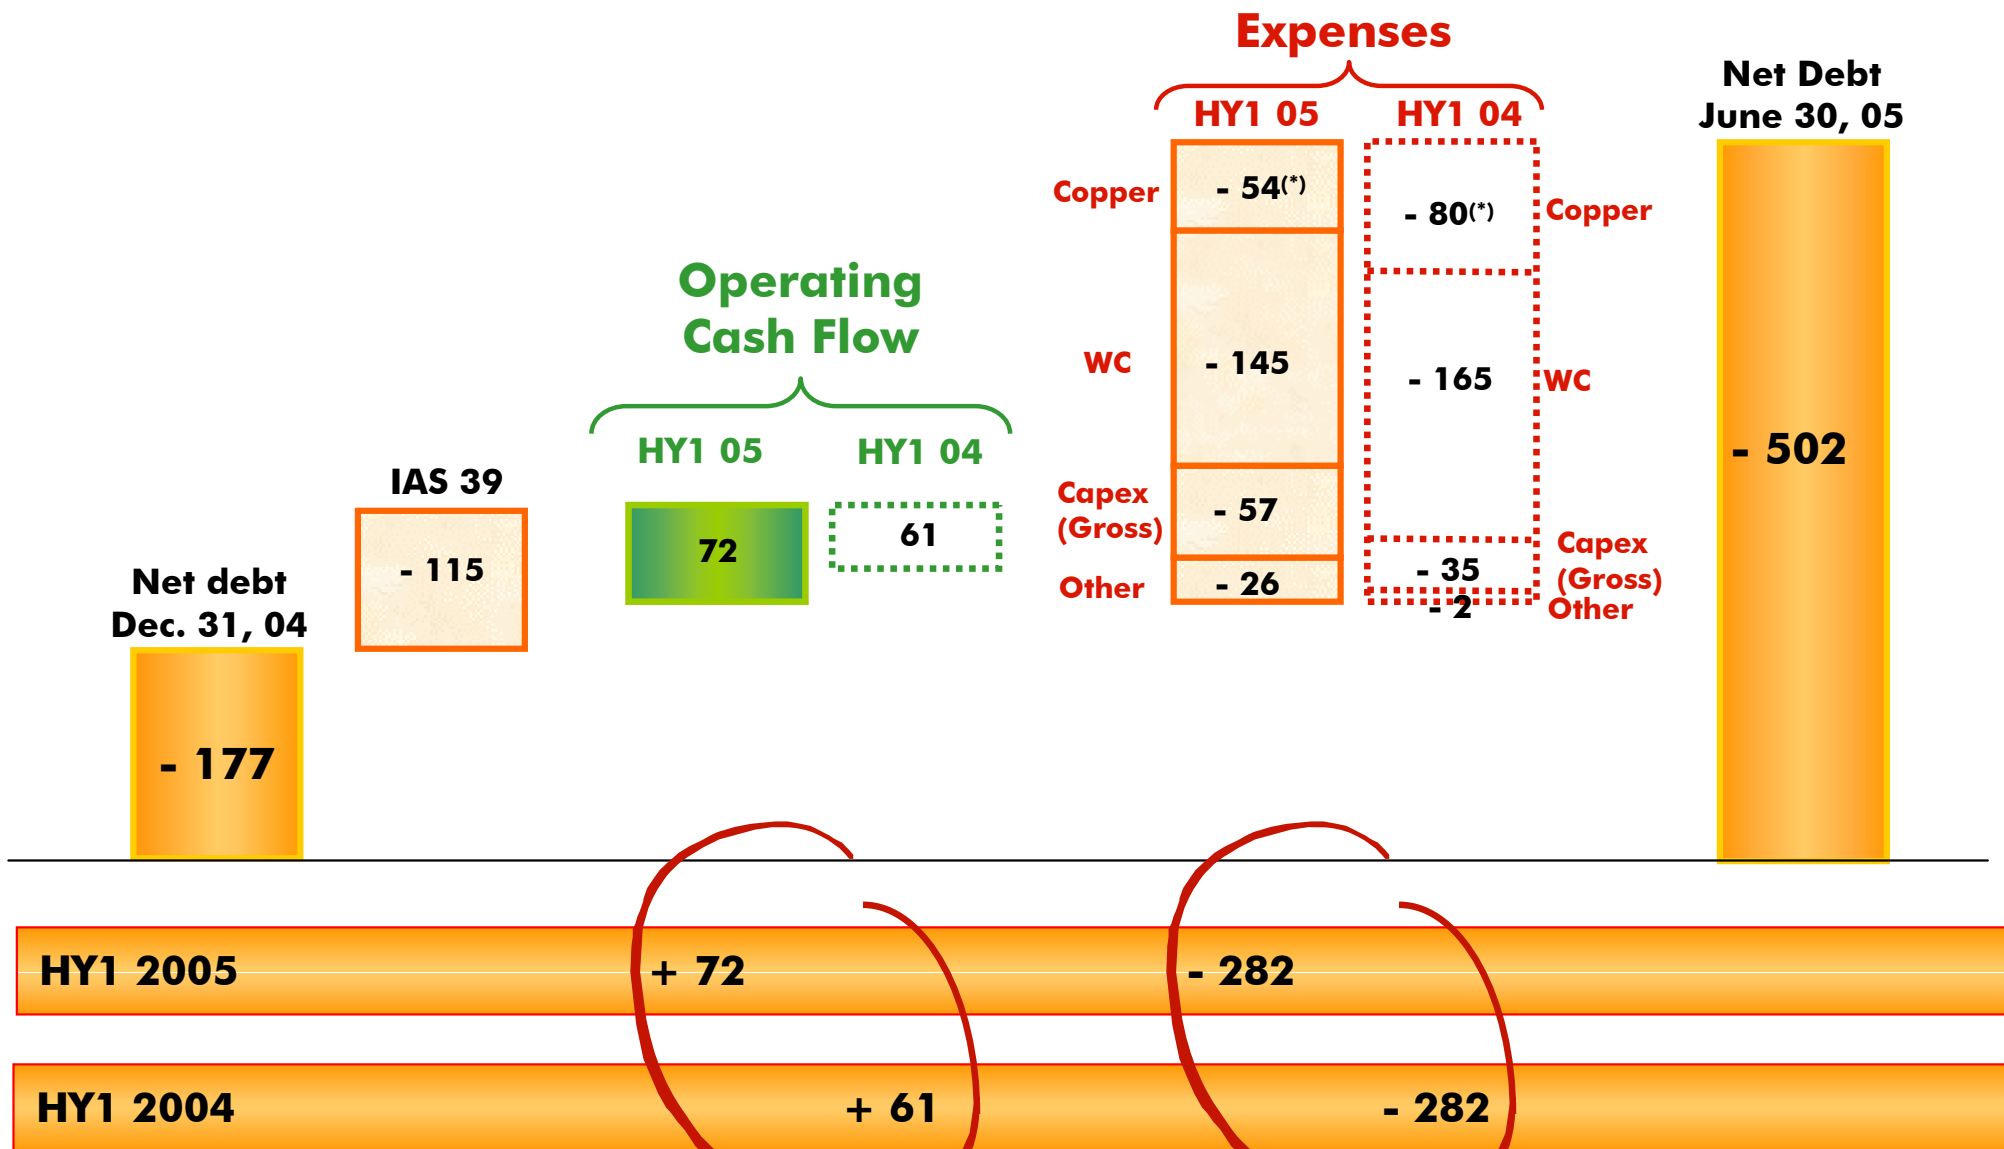 Expenses
HY1 05
HY1 04
Net Debt
June 30, 05
Copper
- 54(*)
- 80(*)
Copper
Operating
Cash Flow
HY1 05
HY1 04
WC
- 145
- 165
WC
- 502
IAS 39
- 115
72
61
Capex
(Gross)
- 57
- 35
Capex
(Gross)
Other
- 26
- 2
Other
Net debt
Dec. 31, 04
- 177
HY1 2005
+ 72
- 282
HY1 2004
+ 61
- 282